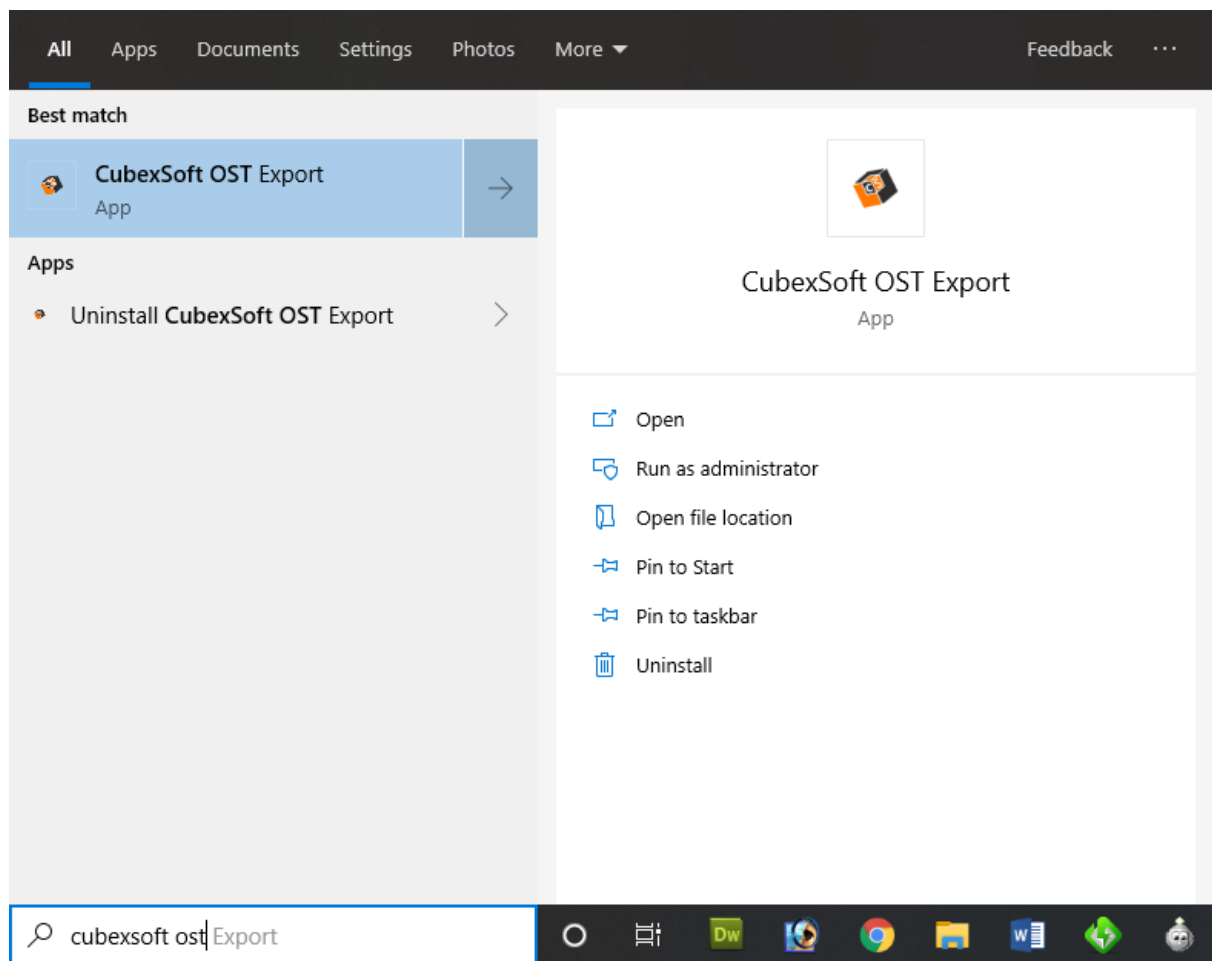 All Apps Documents Settings Photos More Feedback ...
Best match
CubexSoft OST Export
App
Apps
Uninstall CubexSoft OST Export
CubexSoft OST Export
App
Open
Run as administrator
Open file location
Pin to Start
Pin to taskbar
Uninstall
cubexsoft ost Export
Dw
W